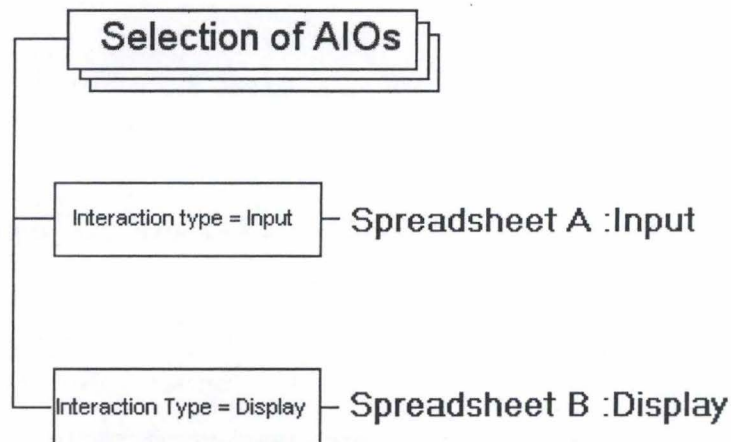 Selection of AIOs
Interaction type = Input
Spreadsheet A :Input
Interaction Type = Display
Spreadsheet B :Display